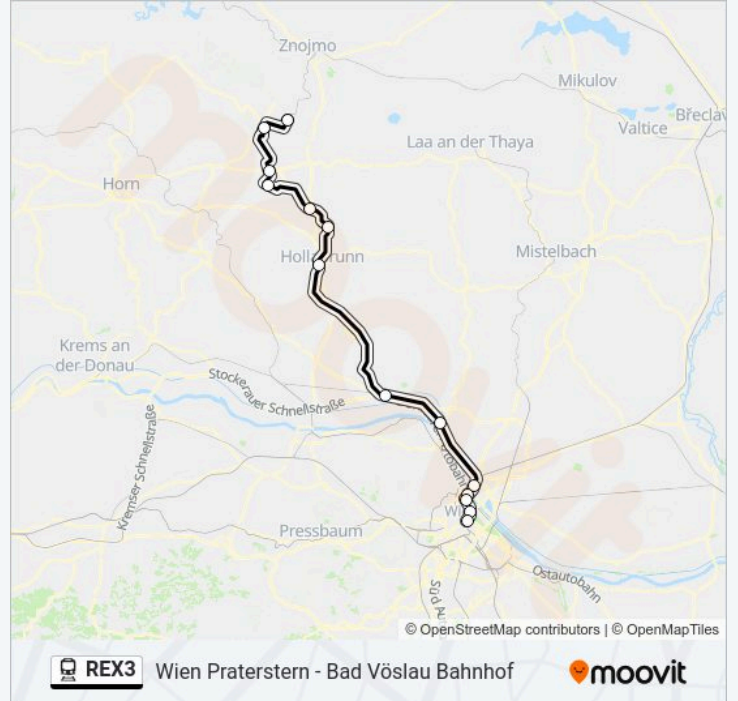 Znojmo
Mikulov
Břeclav
Valtice
Laa an der Thaya
Horn
Mistelbach
Krems an
der Donau
Stockerauer Schnellstraße
Kremser Schnellstraße
Pressbaum
Ostautobahn
moovit
© OpenStreetMap contributors | © OpenMapTiles
REX3
Wien Praterstern - Bad Vöslau Bahnhof
moovit